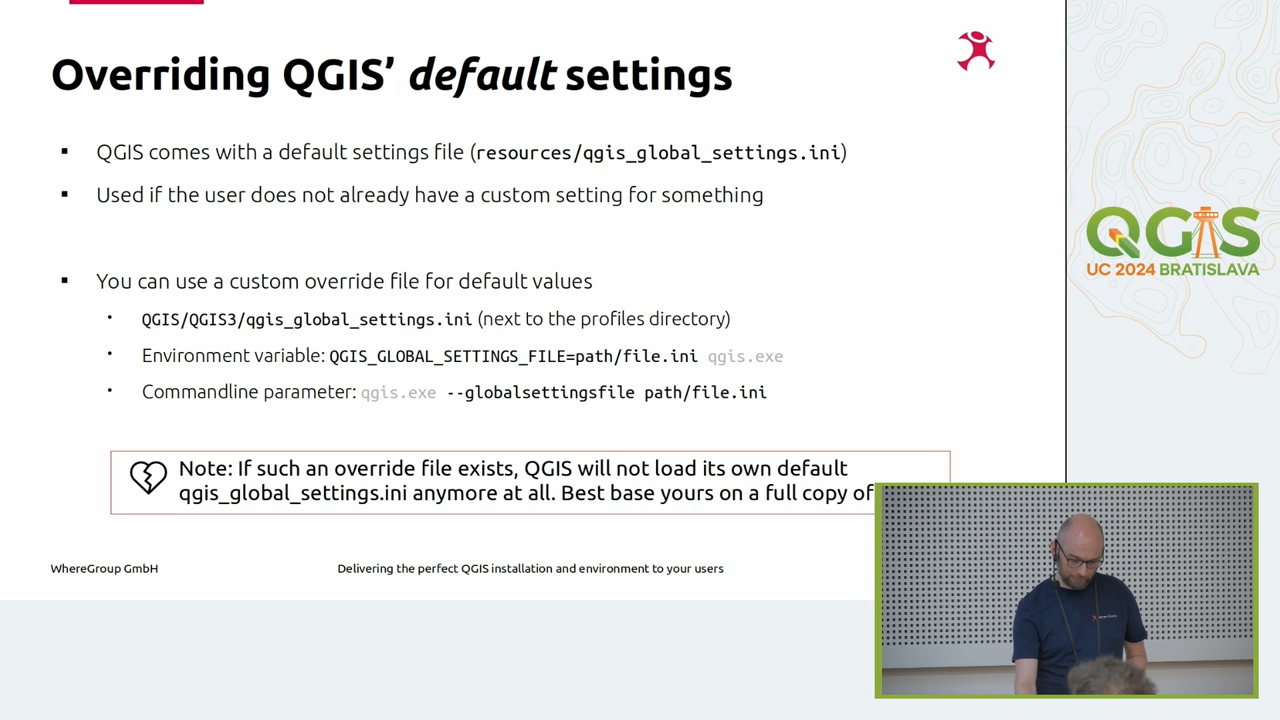 Overriding QGIS’ default settings
▪ QGIS comes with a default settings file (resources/qgis_global_settings.ini)
▪ Used if the user does not already have a custom setting for something
▪ You can use a custom override file for default values
• QGIS/QGIS3/qgis_global_settings.ini (next to the profiles directory)
• Environment variable: QGIS_GLOBAL_SETTINGS_FILE=path/file.ini qgis.exe
• Commandline parameter: qgis.exe --globalsettingsfile path/file.ini
Note: If such an override file exists, QGIS will not load its own default
qgis_global_settings.ini anymore at all. Best base yours on a full copy of
WhereGroup GmbH
Delivering the perfect QGIS installation and environment to your users
QGIS
UC 2024 BRATISLAVA